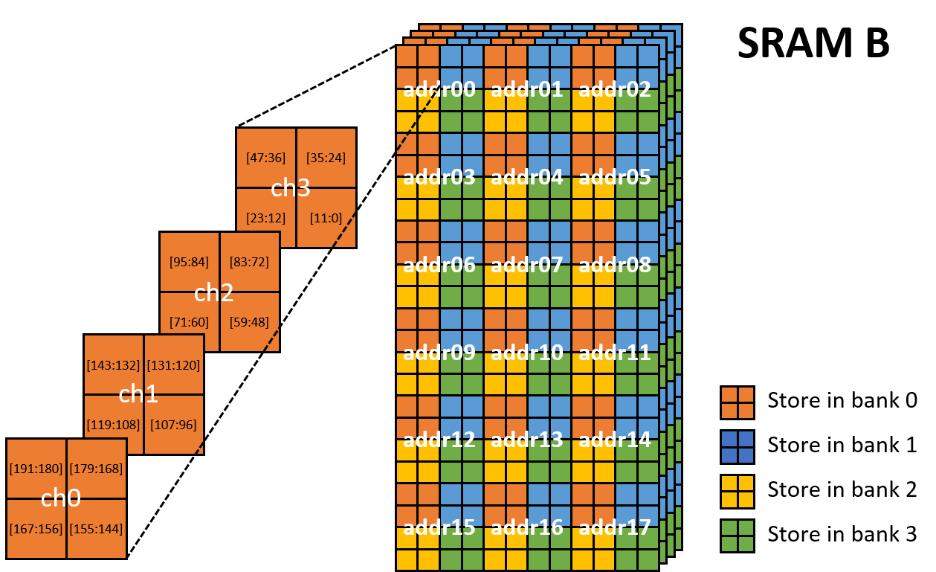 SRAM B
addr00 addr01 addr02
addr03 addr04 addr05
addr06 addr07 addr08
addr09 addr10 addr11
addr12 addr13 addr14
addr15 addr16 addr17
[47:36] [35:24]
ch3
[23:12] [11:0]
[95:84] [83:72]
ch2
[71:60] [59:48]
[143:132] [131:120]
ch1
[119:108] [107:96]
[191:180] [179:168]
ch0
[167:156] [155:144]
Store in bank 0
Store in bank 1
Store in bank 2
Store in bank 3